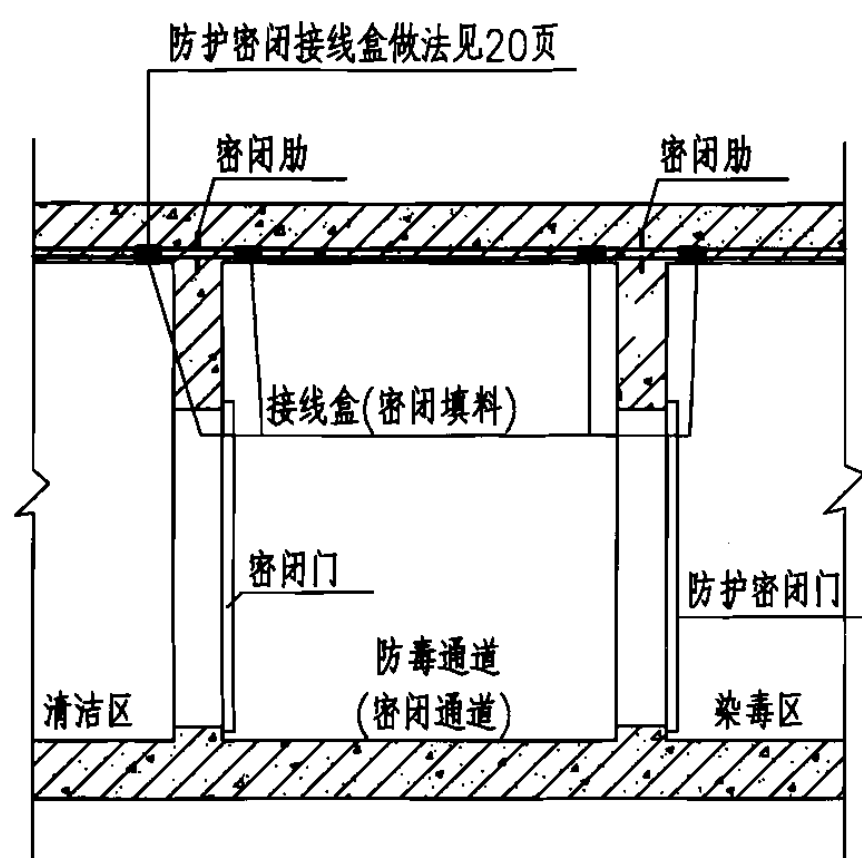 防护密闭接线盒做法见20页
密闭肋
密闭肋
接线盒(密闭填料)
密闭门
防护密闭门
防毒通道
(密闭通道)
清洁区
染毒区